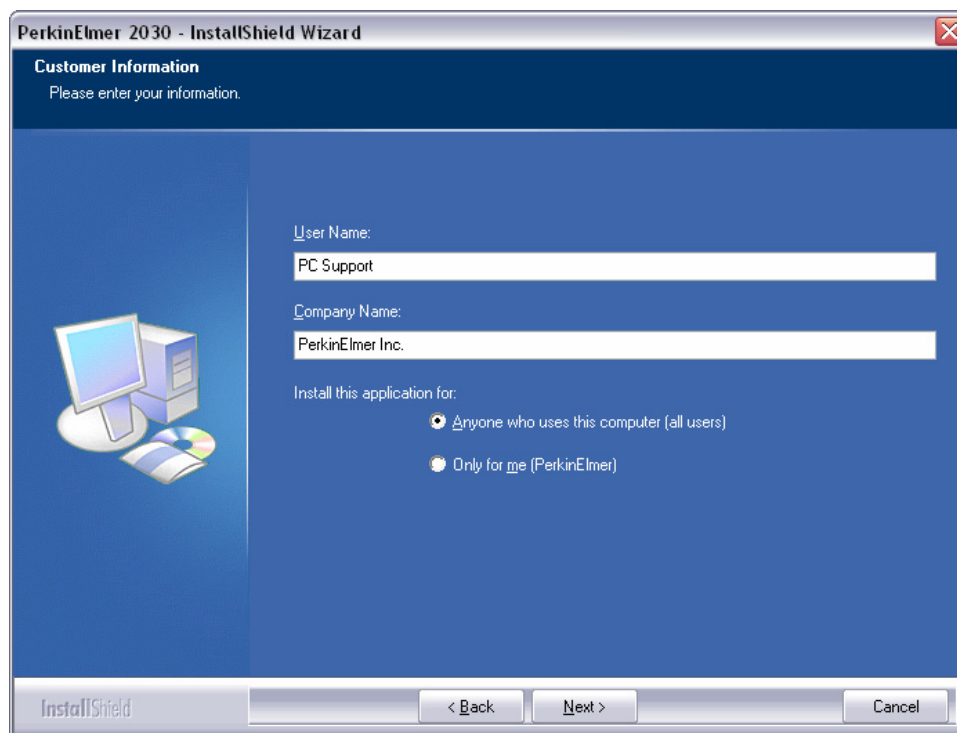 PerkinElmer 2030 - InstallShield Wizard
Customer Information
Please enter your information.
User Name:
PC Support
Company Name:
PerkinElmer Inc.
Install this application for:
Anyone who uses this computer (all users)
Only for me (PerkinElmer)
InstallShield
< Back
Next >
Cancel